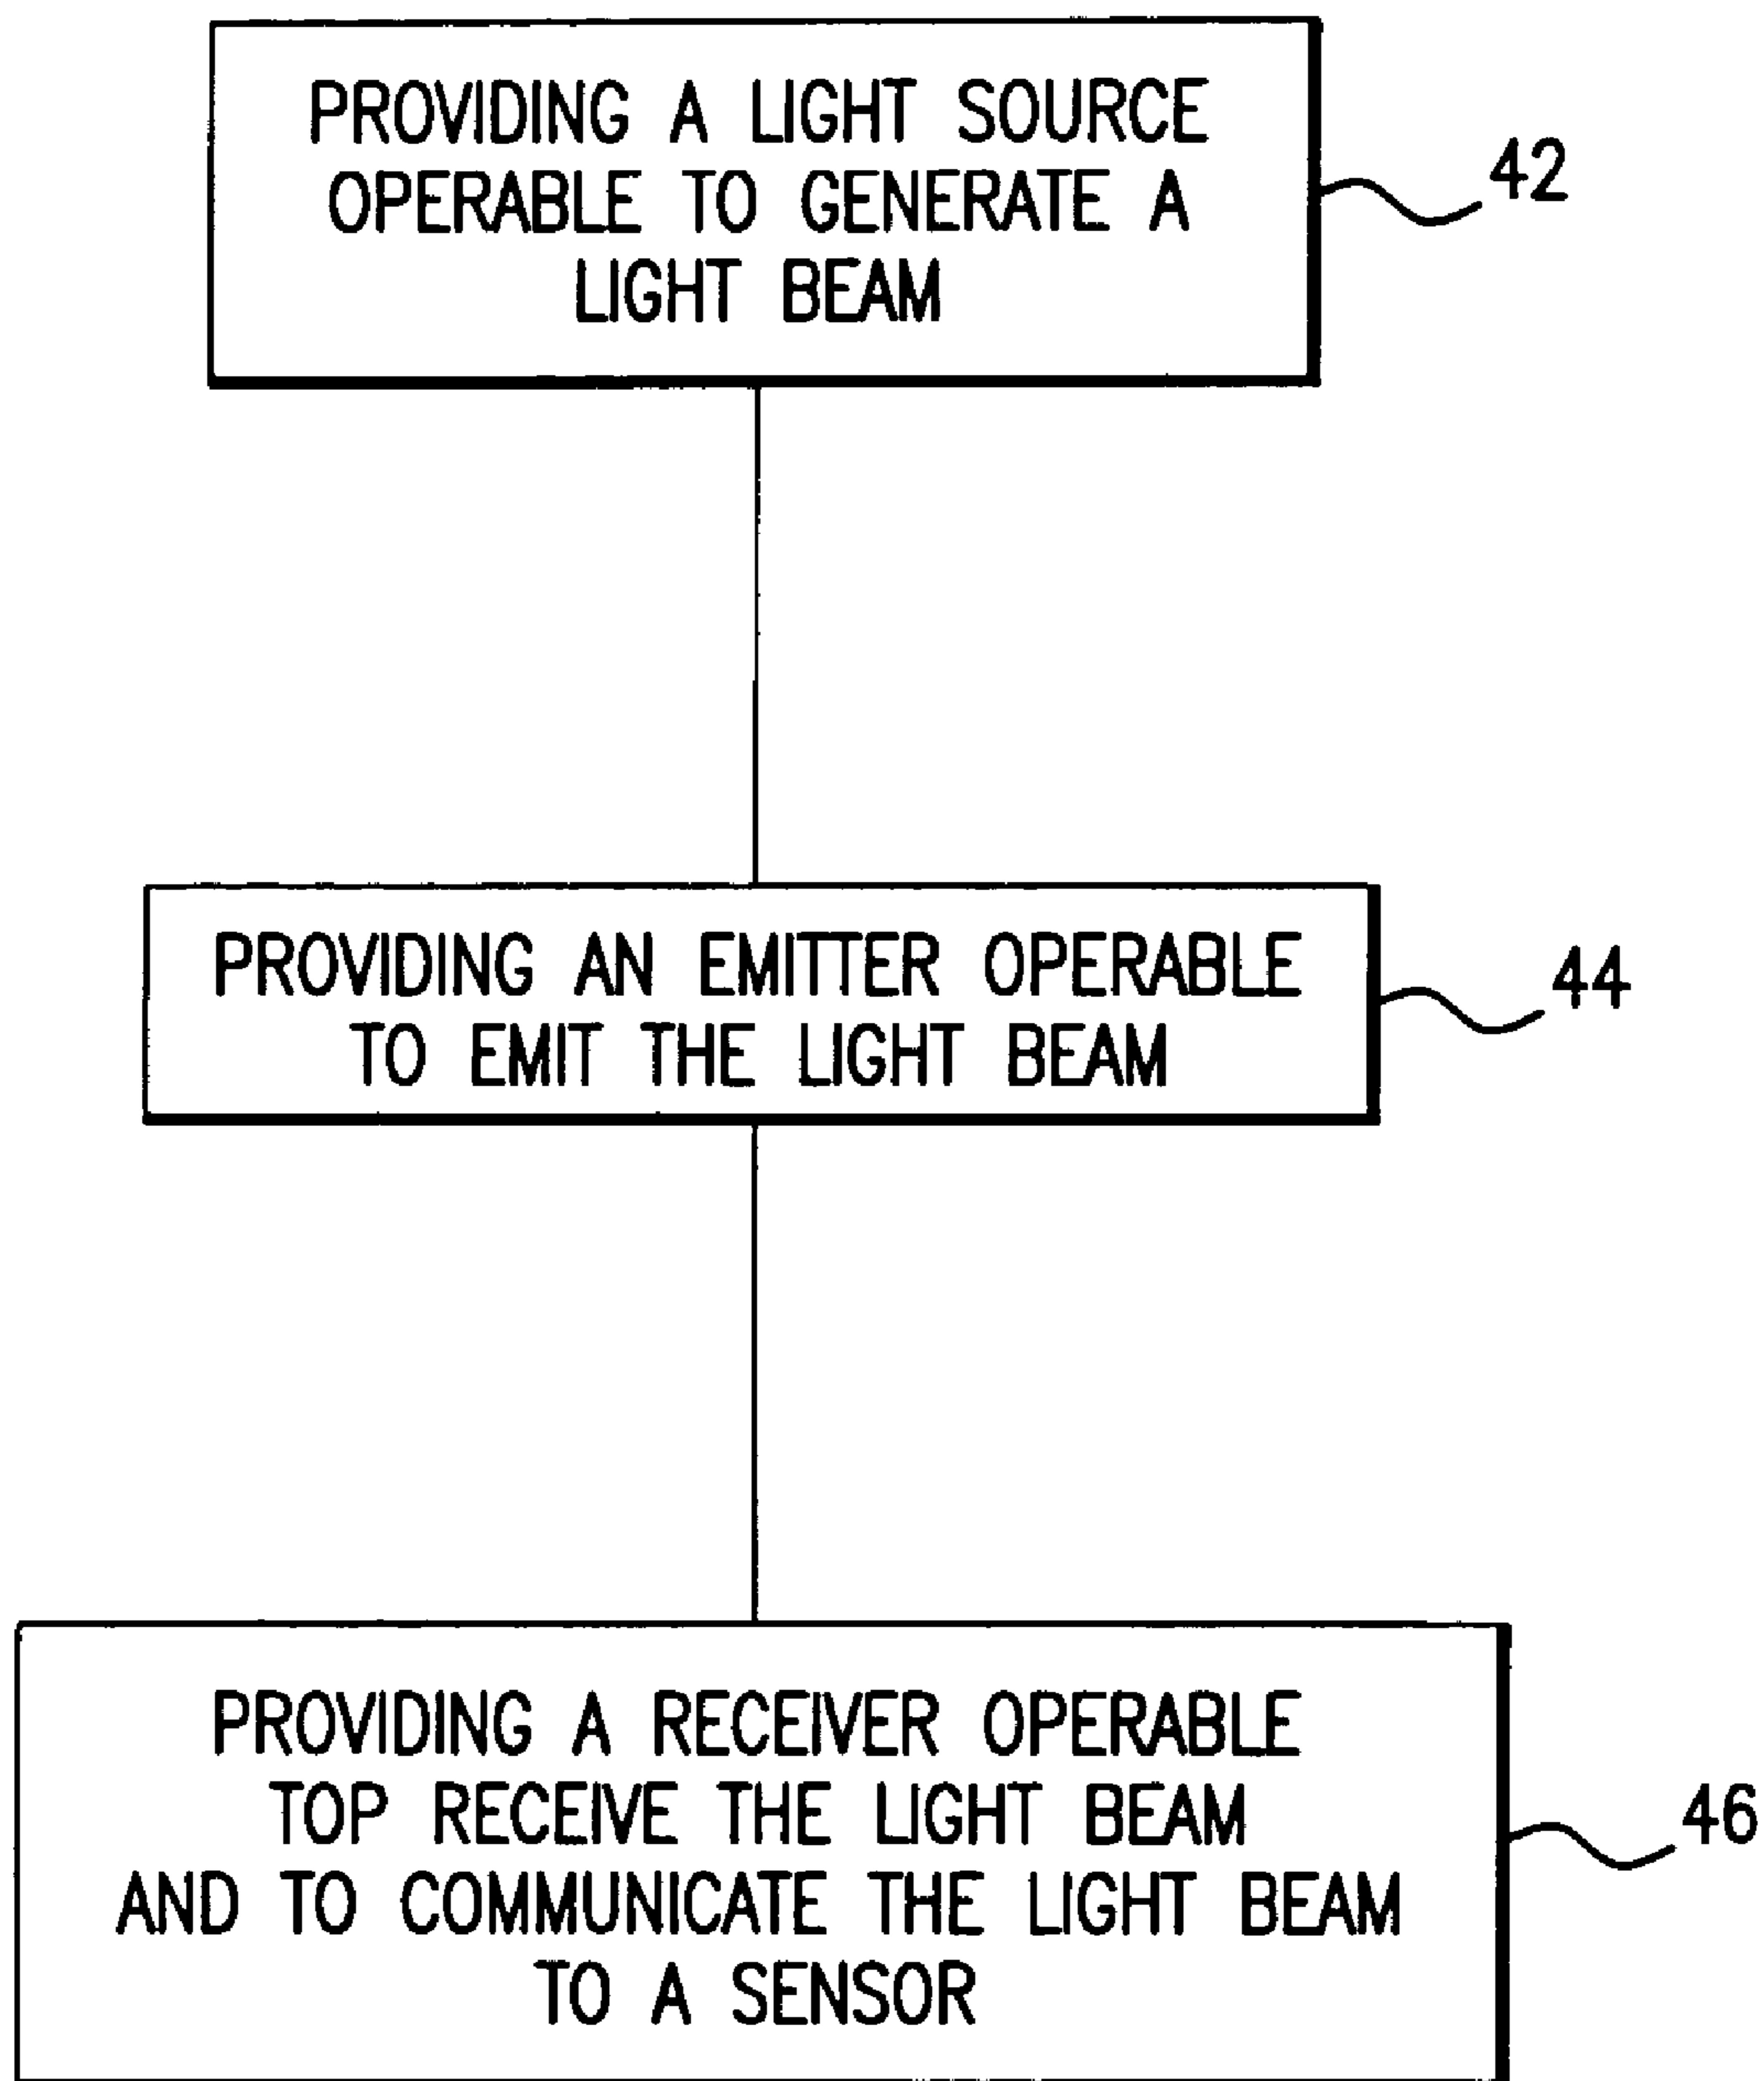 PROVIDING A LIGHT SOURCE
OPERABLE TO GENERATE A
LIGHT BEAM
42
PROVIDING AN EMITTER OPERABLE
TO EMIT THE LIGHT BEAM
44
PROVIDING A RECEIVER OPERABLE
TOP RECEIVE THE LIGHT BEAM
AND TO COMMUNICATE THE LIGHT BEAM
TO A SENSOR
46